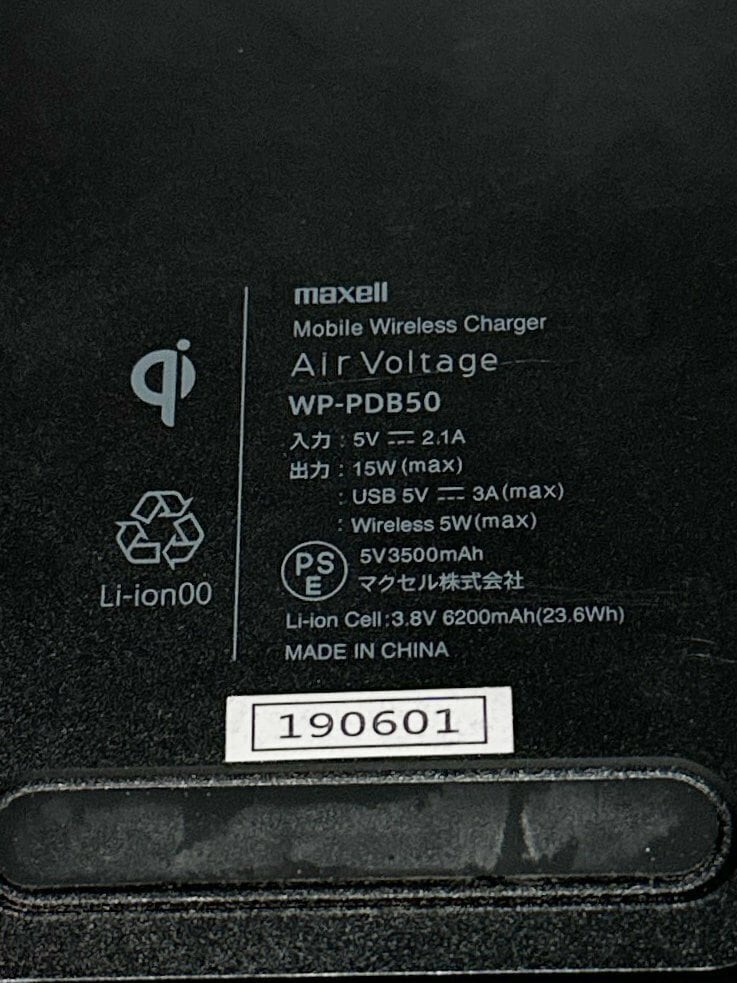 qi
Li-ion00
maxell
Mobile Wireless Charger
Air Voltage
WP-PDB50
入力 : 5V ⎓ 2.1A
出力 : 15W (max)
: USB 5V ⎓ 3A (max)
: Wireless 5W (max)
PSE
5V3500mAh
マクセル株式会社
Li-ion Cell:3.8V 6200mAh(23.6Wh)
MADE IN CHINA
190601